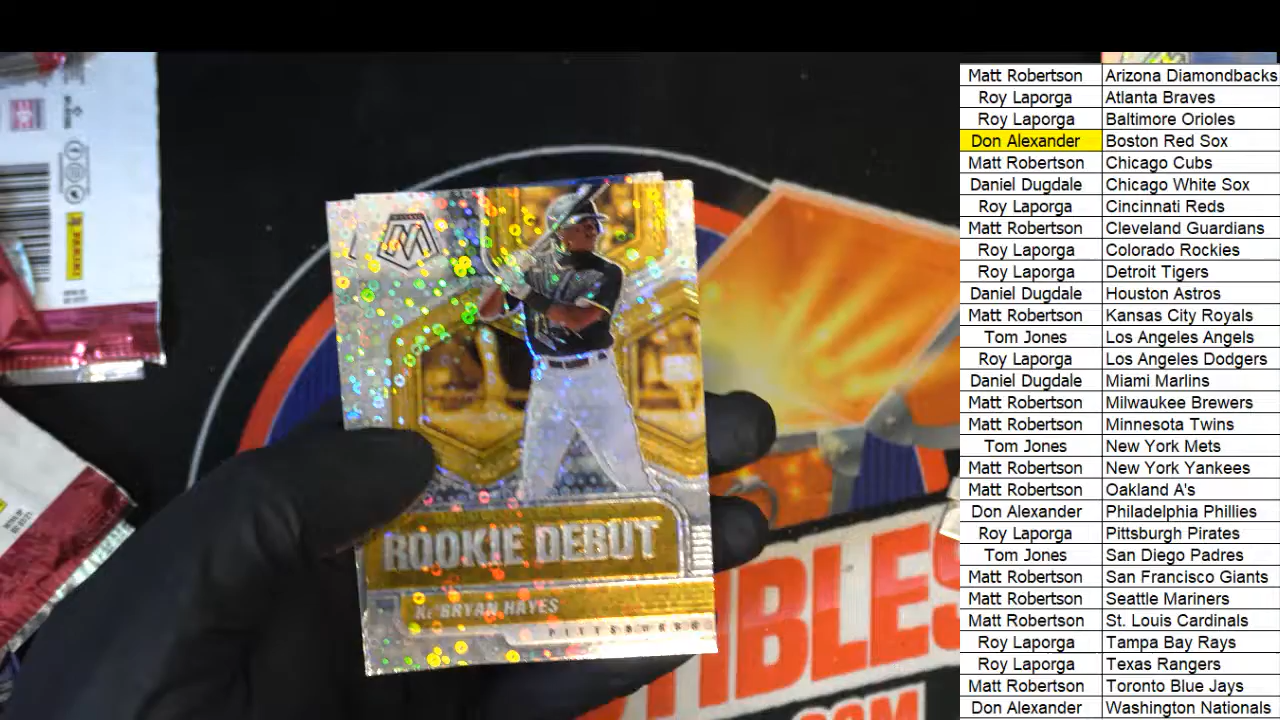 Matt Robertson Arizona Diamondbacks
Roy Laporga Atlanta Braves
Roy Laporga Baltimore Orioles
Don Alexander Boston Red Sox
Matt Robertson Chicago Cubs
Daniel Dugdale Chicago White Sox
Roy Laporga Cincinnati Reds
Matt Robertson Cleveland Guardians
Roy Laporga Colorado Rockies
Roy Laporga Detroit Tigers
Daniel Dugdale Houston Astros
Matt Robertson Kansas City Royals
Tom Jones Los Angeles Angels
Roy Laporga Los Angeles Dodgers
Daniel Dugdale Miami Marlins
Matt Robertson Milwaukee Brewers
Matt Robertson Minnesota Twins
Tom Jones New York Mets
Matt Robertson New York Yankees
Matt Robertson Oakland A's
Don Alexander Philadelphia Phillies
Roy Laporga Pittsburgh Pirates
Tom Jones San Diego Padres
Matt Robertson San Francisco Giants
Matt Robertson Seattle Mariners
Matt Robertson St. Louis Cardinals
Roy Laporga Tampa Bay Rays
Roy Laporga Texas Rangers
Matt Robertson Toronto Blue Jays
Don Alexander Washington Nationals
ROOKIE DEBUT
KE'BRYAN HAYES
PITTSBURGH
PANINI
TIBLES
.COM